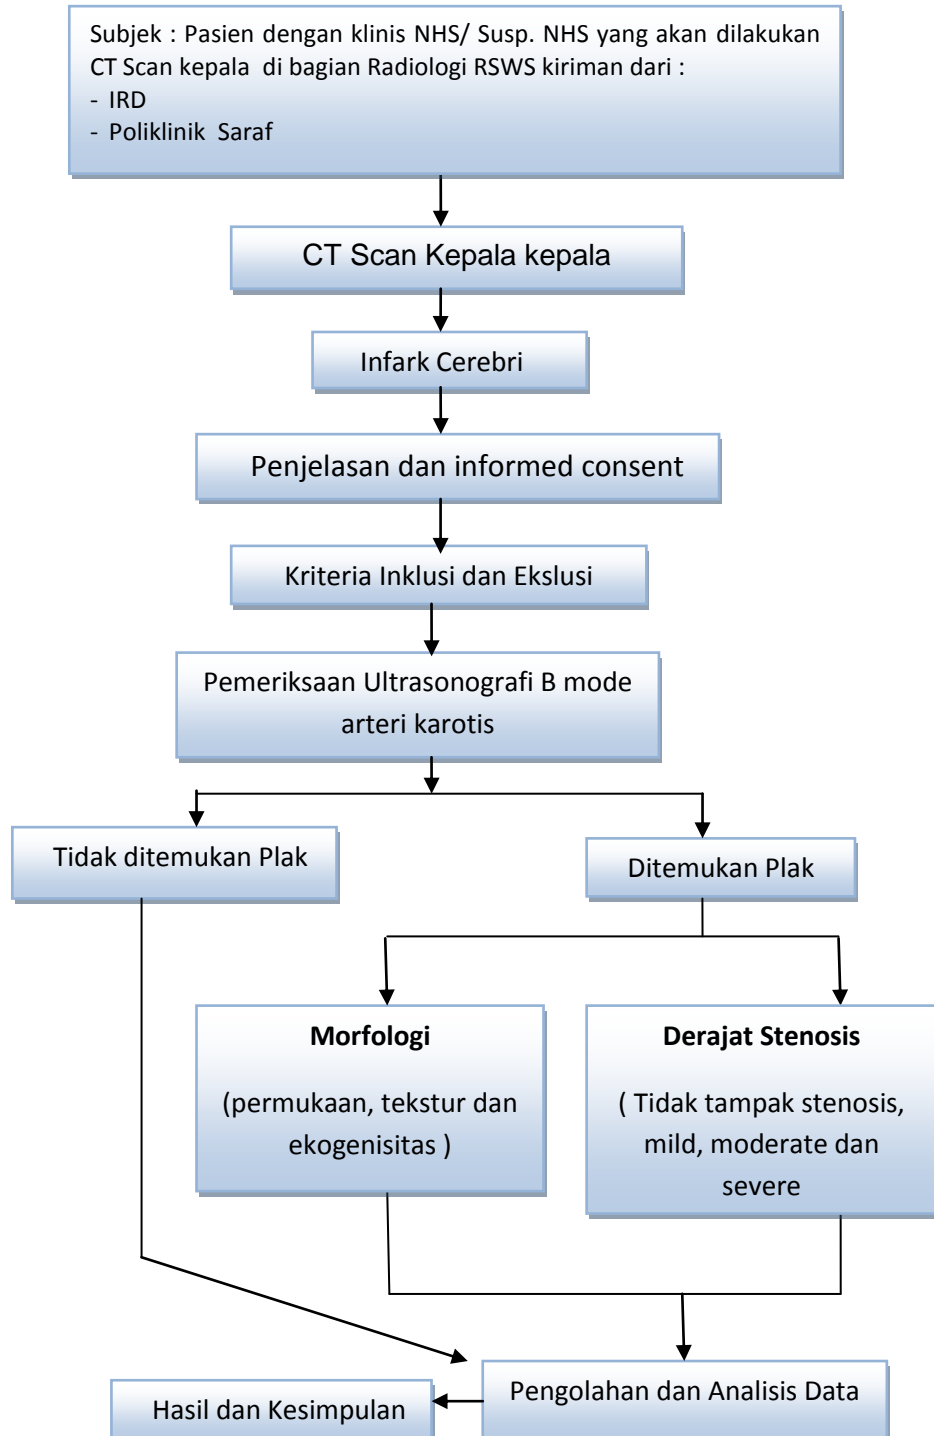 Subjek : Pasien dengan klinis NHS/ Susp. NHS yang akan dilakukan
CT Scan kepala di bagian Radiologi RSWS kiriman dari :
- IRD
- Poliklinik Saraf
CT Scan Kepala kepala
Infark Cerebri
Penjelasan dan informed consent
Kriteria Inklusi dan Ekslusi
Pemeriksaan Ultrasonografi B mode
arteri karotis
Tidak ditemukan Plak
Ditemukan Plak
Morfologi
(permukaan, tekstur dan
ekogenisitas )
Derajat Stenosis
( Tidak tampak stenosis,
mild, moderate dan
severe
Pengolahan dan Analisis Data
Hasil dan Kesimpulan